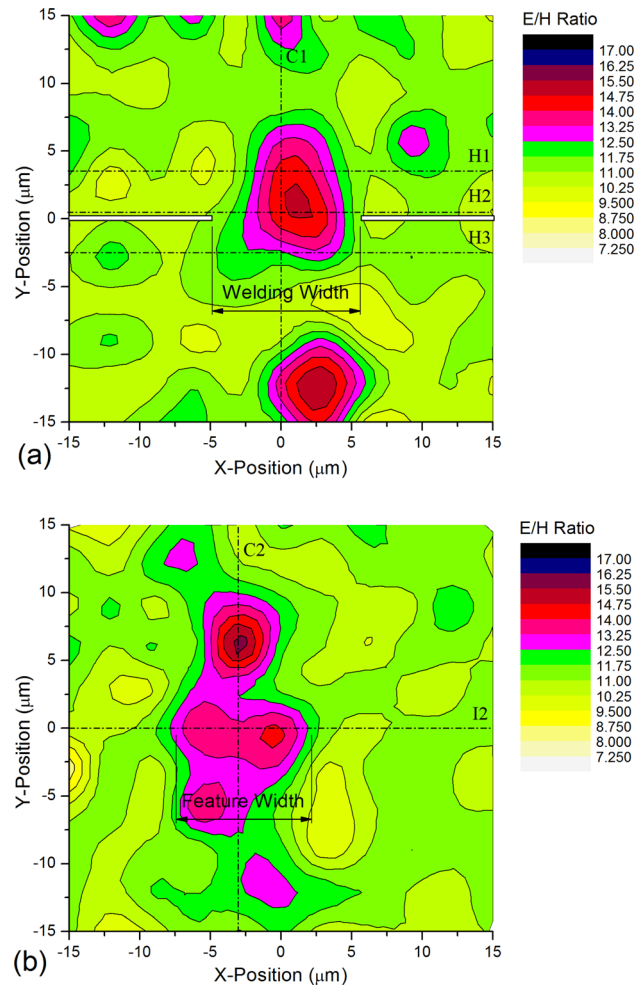 E/H Ratio
17.00
16.25
15.50
14.75
14.00
13.25
12.50
11.75
11.00
10.25
9.500
8.750
8.000
7.250
15
10
5
0
-5
-10
-15
Y-Position (μm)
C1
H1
H2
H3
Welding Width
-15 -10 -5 0 5 10 15
X-Position (μm)
(a)
E/H Ratio
17.00
16.25
15.50
14.75
14.00
13.25
12.50
11.75
11.00
10.25
9.500
8.750
8.000
7.250
15
10
5
0
-5
-10
-15
Y-Position (μm)
C2
I2
Feature Width
-15 -10 -5 0 5 10 15
X-Position (μm)
(b)